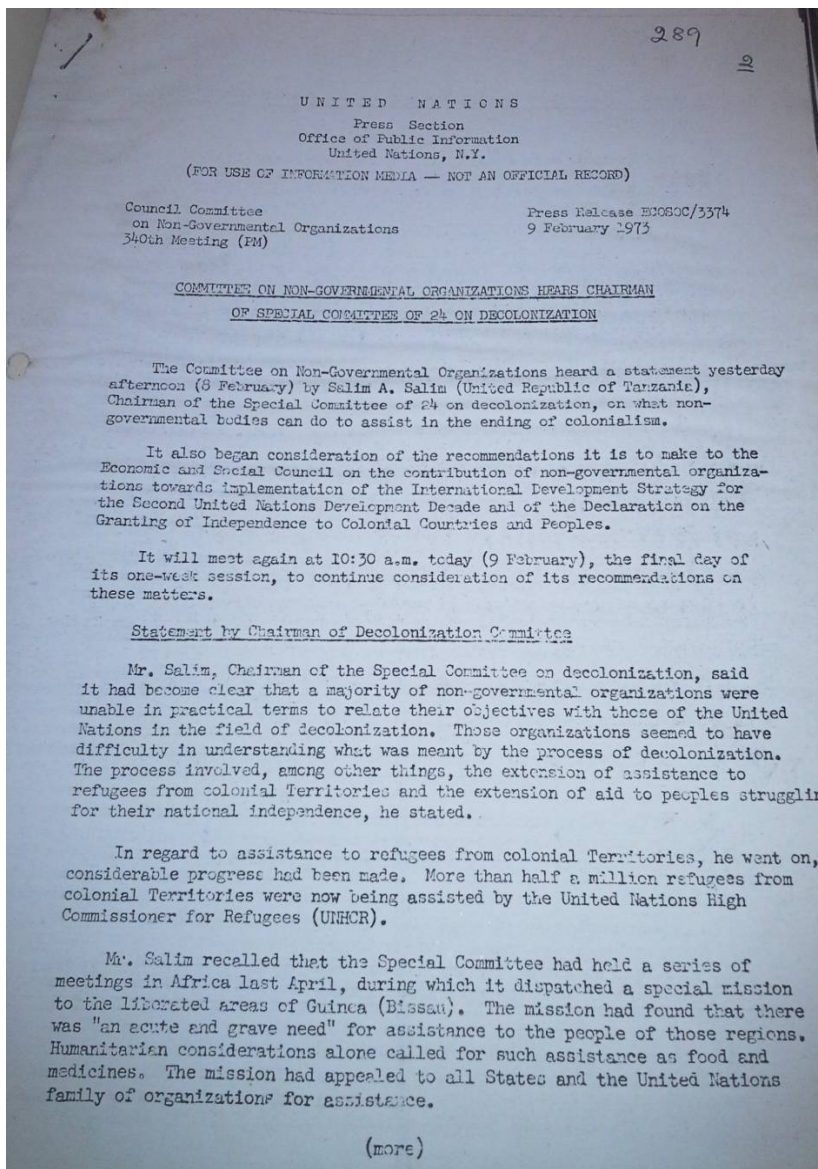 289
2
UNITED NATIONS
Press Section
Office of Public Information
United Nations, N.Y.
(FOR USE OF INFORMATION MEDIA — NOT AN OFFICIAL RECORD)
Council Committee
on Non-Governmental Organizations
340th Meeting (PM)
Press Release ECOSOC/3374
9 February 1973
COMMITTEE ON NON-GOVERNMENTAL ORGANIZATIONS HEARS CHAIRMAN
OF SPECIAL COMMITTEE OF 24 ON DECOLONIZATION
The Committee on Non-Governmental Organizations heard a statement yesterday
afternoon (8 February) by Salim A. Salim (United Republic of Tanzania),
Chairman of the Special Committee of 24 on decolonization, on what non-
governmental bodies can do to assist in the ending of colonialism.
It also began consideration of the recommendations it is to make to the
Economic and Social Council on the contribution of non-governmental organiza-
tions towards implementation of the International Development Strategy for
the Second United Nations Development Decade and of the Declaration on the
Granting of Independence to Colonial Countries and Peoples.
It will meet again at 10:30 a.m. today (9 February), the final day of
its one-week session, to continue consideration of its recommendations on
these matters.
Statement by Chairman of Decolonization Committee
Mr. Salim, Chairman of the Special Committee on decolonization, said
it had become clear that a majority of non-governmental organizations were
unable in practical terms to relate their objectives with those of the United
Nations in the field of decolonization. Those organizations seemed to have
difficulty in understanding what was meant by the process of decolonization.
The process involved, among other things, the extension of assistance to
refugees from colonial Territories and the extension of aid to peoples strugglin
for their national independence, he stated.
In regard to assistance to refugees from colonial Territories, he went on,
considerable progress had been made. More than half a million refugees from
colonial Territories were now being assisted by the United Nations High
Commissioner for Refugees (UNHCR).
Mr. Salim recalled that the Special Committee had held a series of
meetings in Africa last April, during which it dispatched a special mission
to the liberated areas of Guinea (Bissau). The mission had found that there
was "an acute and grave need" for assistance to the people of those regions.
Humanitarian considerations alone called for such assistance as food and
medicines. The mission had appealed to all States and the United Nations
family of organizations for assistance.
(more)